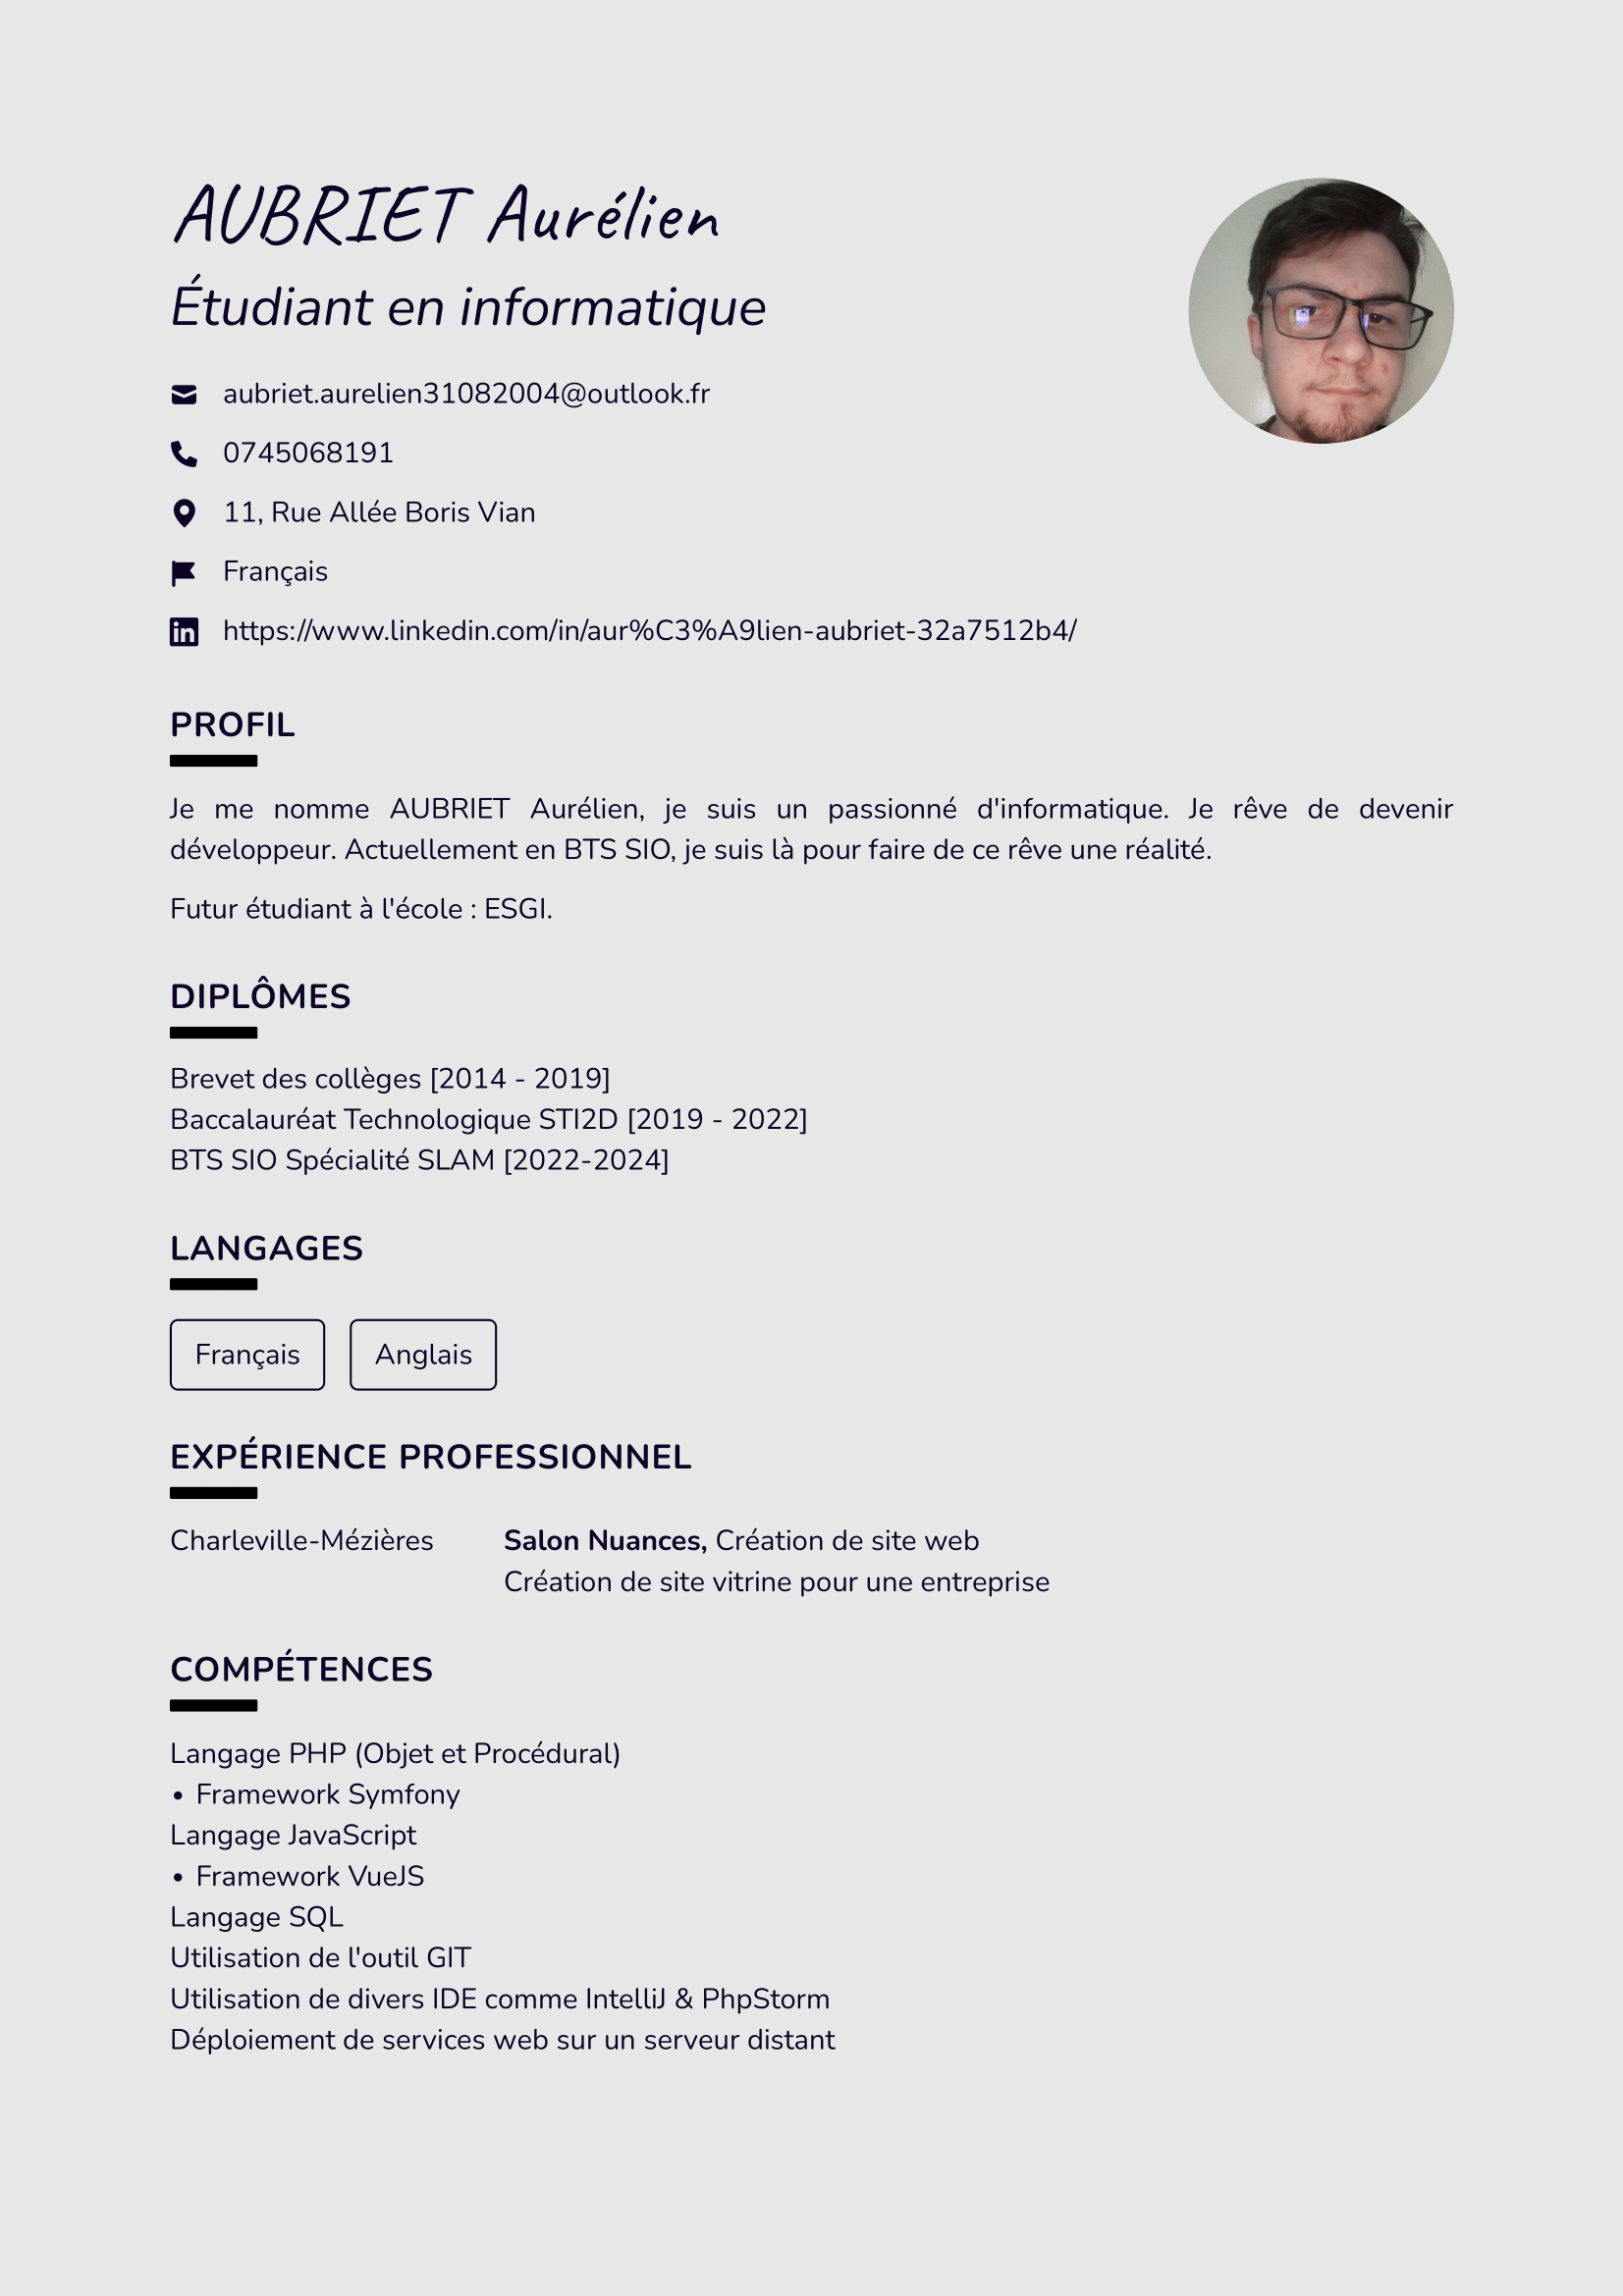 AUBRIET Aurélien
Étudiant en informatique
aubriet.aurelien31082004@outlook.fr
0745068191
11, Rue Allée Boris Vian
Français
https://www.linkedin.com/in/aur%C3%A9lien-aubriet-32a7512b4/
PROFIL
Je me nomme AUBRIET Aurélien, je suis un passionné d'informatique. Je rêve de devenir
développeur. Actuellement en BTS SIO, je suis là pour faire de ce rêve une réalité.
Futur étudiant à l'école : ESGI.
DIPLÔMES
Brevet des collèges [2014 - 2019]
Baccalauréat Technologique STI2D [2019 - 2022]
BTS SIO Spécialité SLAM [2022-2024]
LANGAGES
Français Anglais
EXPÉRIENCE PROFESSIONNEL
Charleville-Mézières Salon Nuances, Création de site web
Création de site vitrine pour une entreprise
COMPÉTENCES
Langage PHP (Objet et Procédural)
• Framework Symfony
Langage JavaScript
• Framework VueJS
Langage SQL
Utilisation de l'outil GIT
Utilisation de divers IDE comme IntelliJ & PhpStorm
Déploiement de services web sur un serveur distant